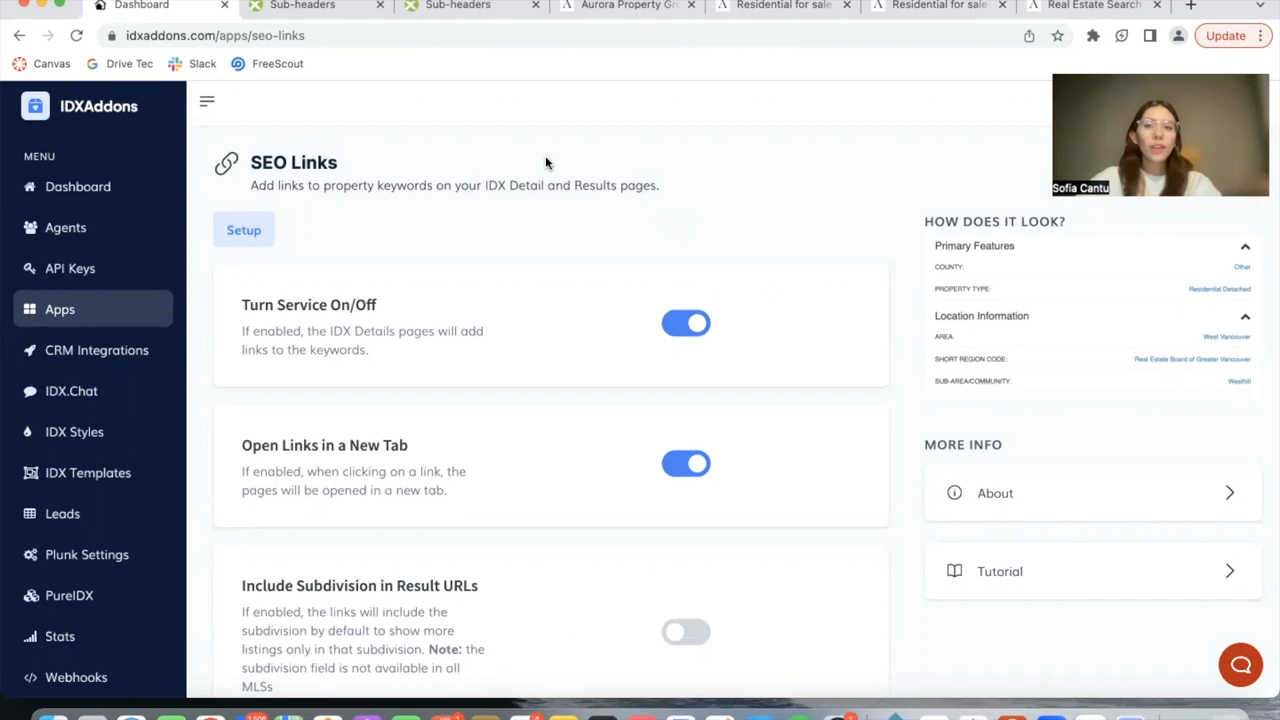 Dashboard
Sub-headers
Sub-headers
Aurora Property Gr
Residential for sale
Residential for sale
Real Estate Search
idxaddons.com/apps/seo-links
Update
Canvas
Drive Tec
Slack
FreeScout
IDXAddons
MENU
Dashboard
Agents
API Keys
Apps
CRM Integrations
IDX.Chat
IDX Styles
IDX Templates
Leads
Plunk Settings
PureIDX
Stats
Webhooks
SEO Links
Add links to property keywords on your IDX Detail and Results pages.
Setup
Turn Service On/Off
If enabled, the IDX Details pages will add
links to the keywords.
Open Links in a New Tab
If enabled, when clicking on a link, the
pages will be opened in a new tab.
Include Subdivision in Result URLs
If enabled, the links will include the
subdivision by default to show more
listings only in that subdivision. Note: the
subdivision field is not available in all
MLSs
Sofia Cantu
HOW DOES IT LOOK?
Primary Features
COUNTY: Other
PROPERTY TYPE: Residential Detached
Location Information
AREA: West Vancouver
SHORT REGION CODE: Real Estate Board of Greater Vancouver
SUB-AREA/COMMUNITY: Westhill
MORE INFO
About
Tutorial